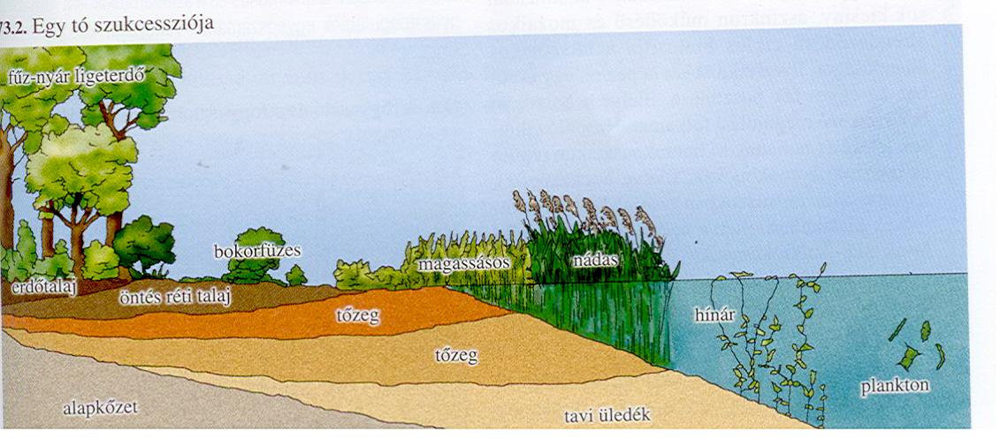 73.2. Egy tó szukcessziója
fűz-nyár ligeterdő
bokorfüzes
magassásos
nádas
erdőtalaj
öntés réti talaj
tőzeg
hínár
tőzeg
plankton
alapkőzet
tavi üledék